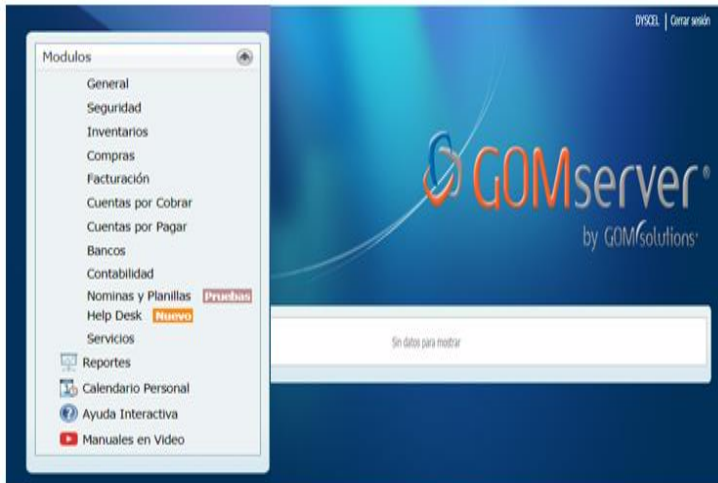 DYSCEL | Cerrar sesión
Modulos
General
Seguridad
Inventarios
Compras
Facturación
Cuentas por Cobrar
Cuentas por Pagar
Bancos
Contabilidad
Nominas y Planillas Pruebas
Help Desk Nuevo
Servicios
Reportes
Calendario Personal
Ayuda Interactiva
Manuales en Video
GOMserver®
by GOMsolutions
Sin datos para mostrar